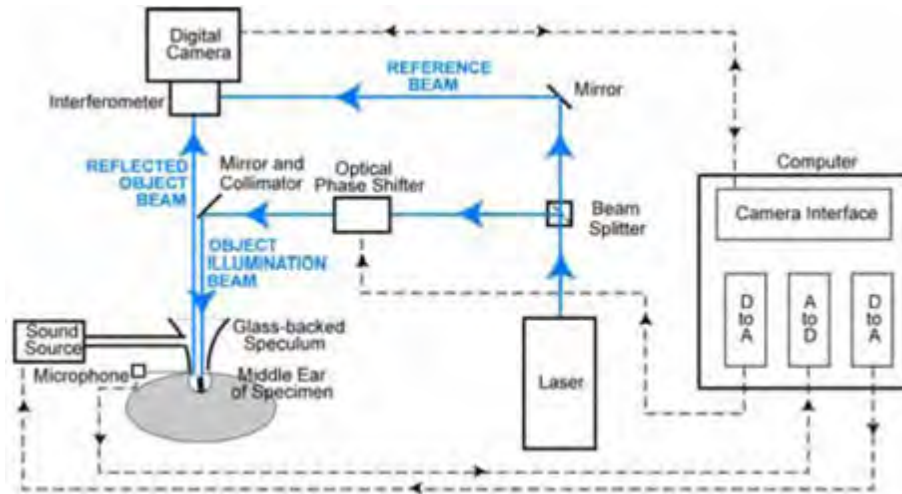 Digital
Camera
Interferometer
REFERENCE
BEAM
Mirror
REFLECTED
OBJECT
BEAM
Mirror and
Collimator
Optical
Phase Shifter
Beam
Splitter
Computer
Camera Interface
OBJECT
ILLUMINATION
BEAM
D
to
A
A
to
D
D
to
A
Sound
Source
Glass-backed
Speculum
Microphone
Middle Ear
of Specimen
Laser